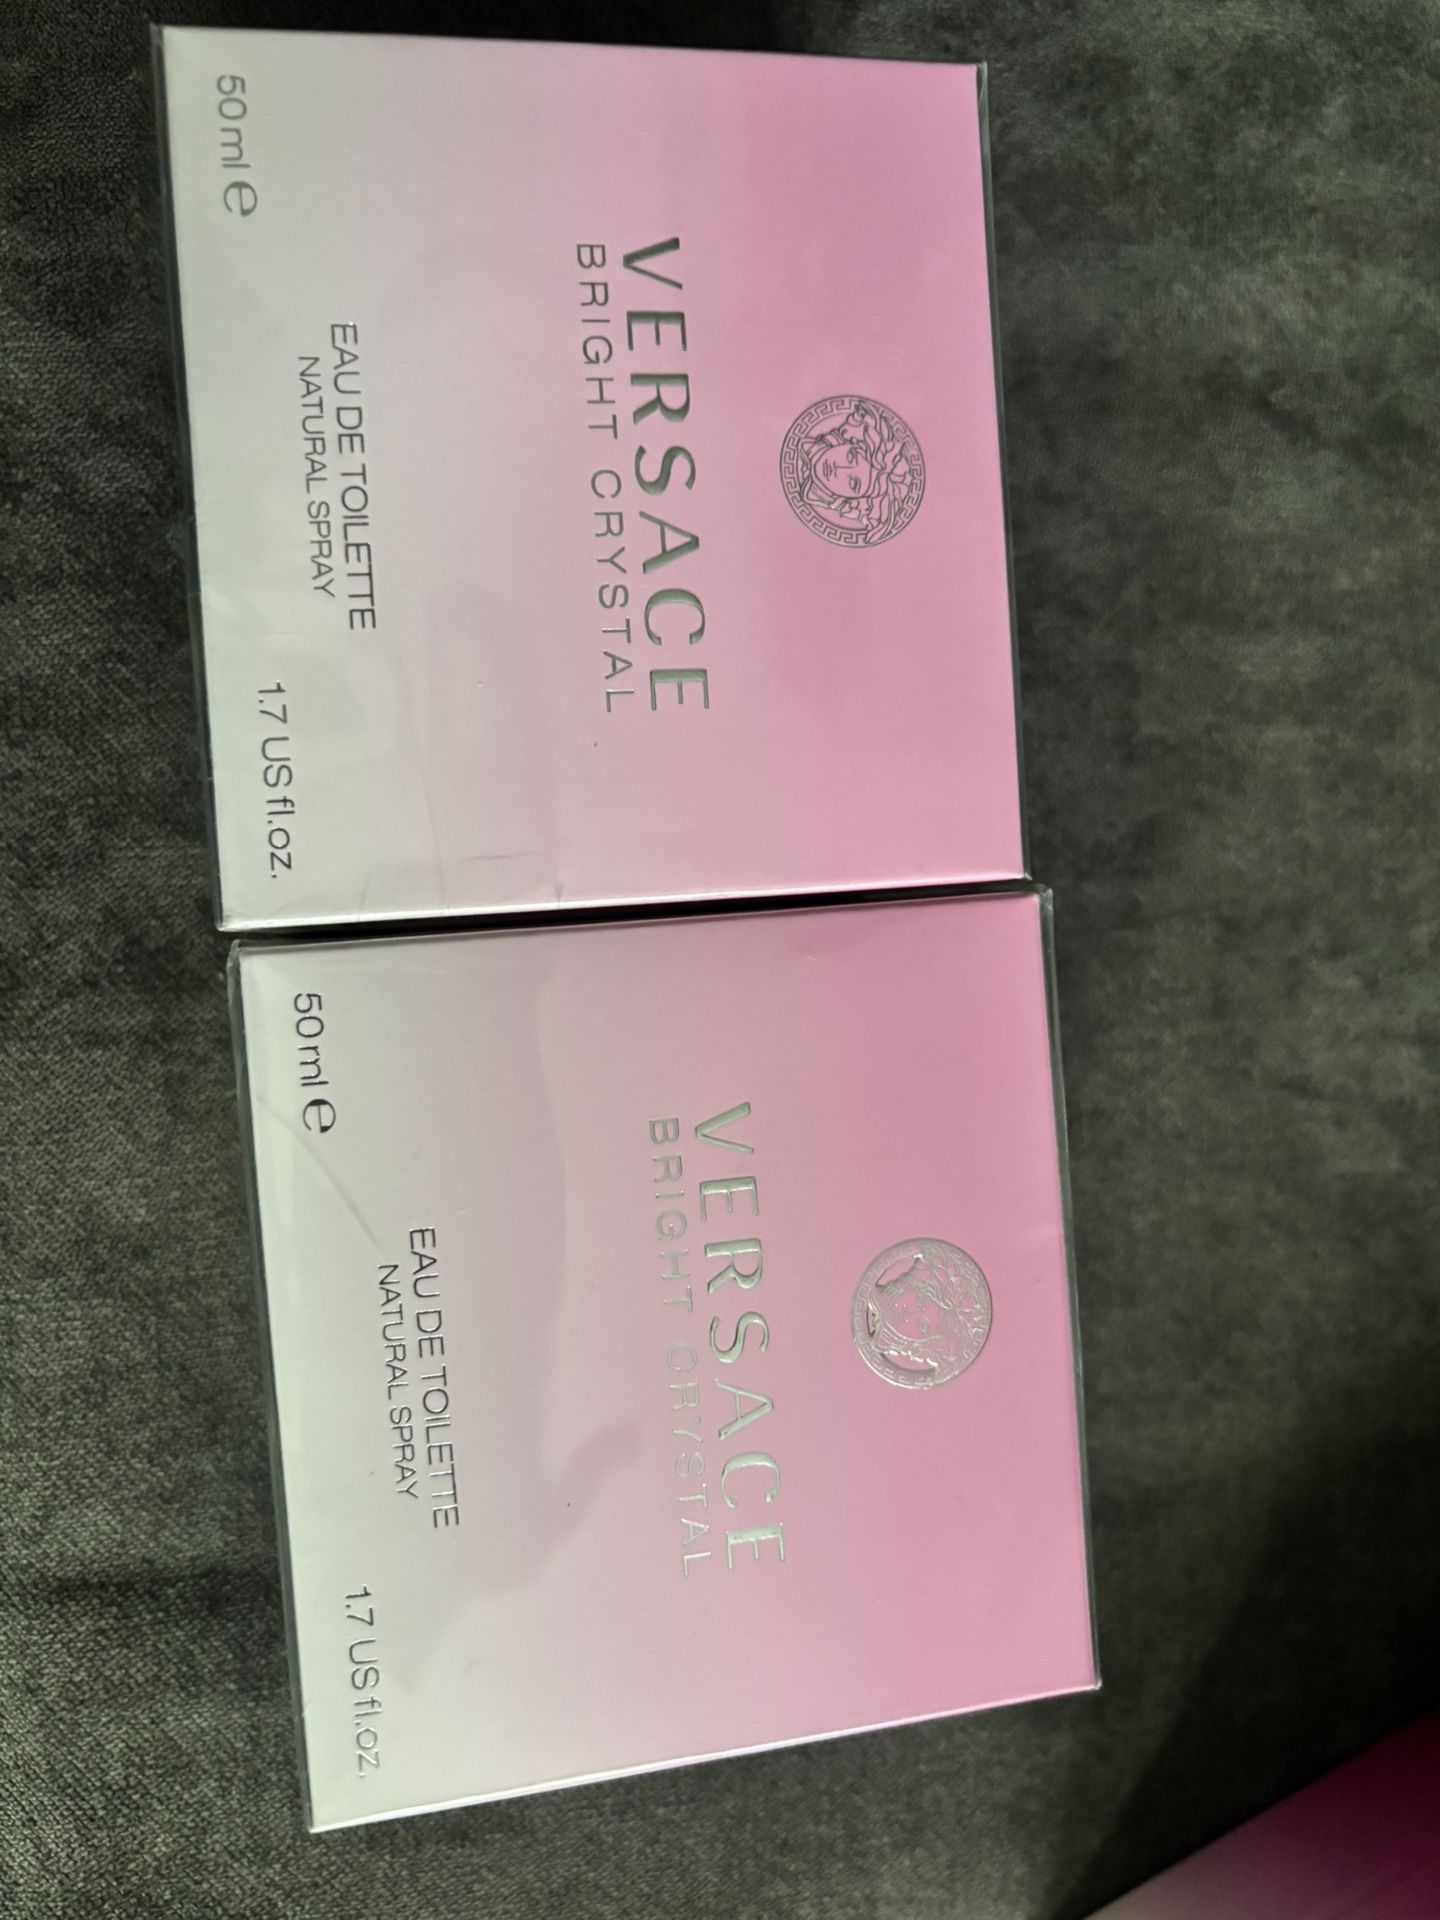 VERSACE
BRIGHT CRYSTAL
EAU DE TOILETTE
NATURAL SPRAY
50 ml e
1.7 US fl.oz.
VERSACE
BRIGHT CRYSTAL
EAU DE TOILETTE
NATURAL SPRAY
50 ml e
1.7 US fl.oz.